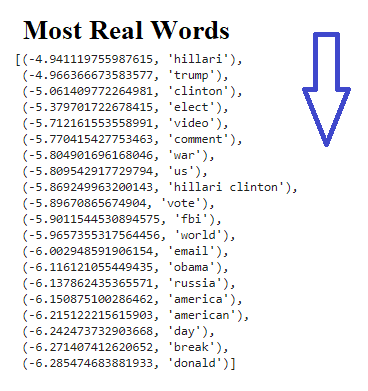 Most Real Words
[(-4.941119755987615, 'hillari'),
(-4.966366673583577, 'trump'),
(-5.061409772264981, 'clinton'),
(-5.379701722678415, 'elect'),
(-5.712161553558991, 'video'),
(-5.770415427753463, 'comment'),
(-5.804901696168046, 'war'),
(-5.809542917729794, 'us'),
(-5.869249963200143, 'hillari clinton'),
(-5.89670865674904, 'vote'),
(-5.9011544530894575, 'fbi'),
(-5.9657355317564456, 'world'),
(-6.002948591906154, 'email'),
(-6.116121055449435, 'obama'),
(-6.137862435365571, 'russia'),
(-6.150875100286462, 'america'),
(-6.215122215615903, 'american'),
(-6.242473732903668, 'day'),
(-6.271407412620652, 'break'),
(-6.285474683881933, 'donald')]